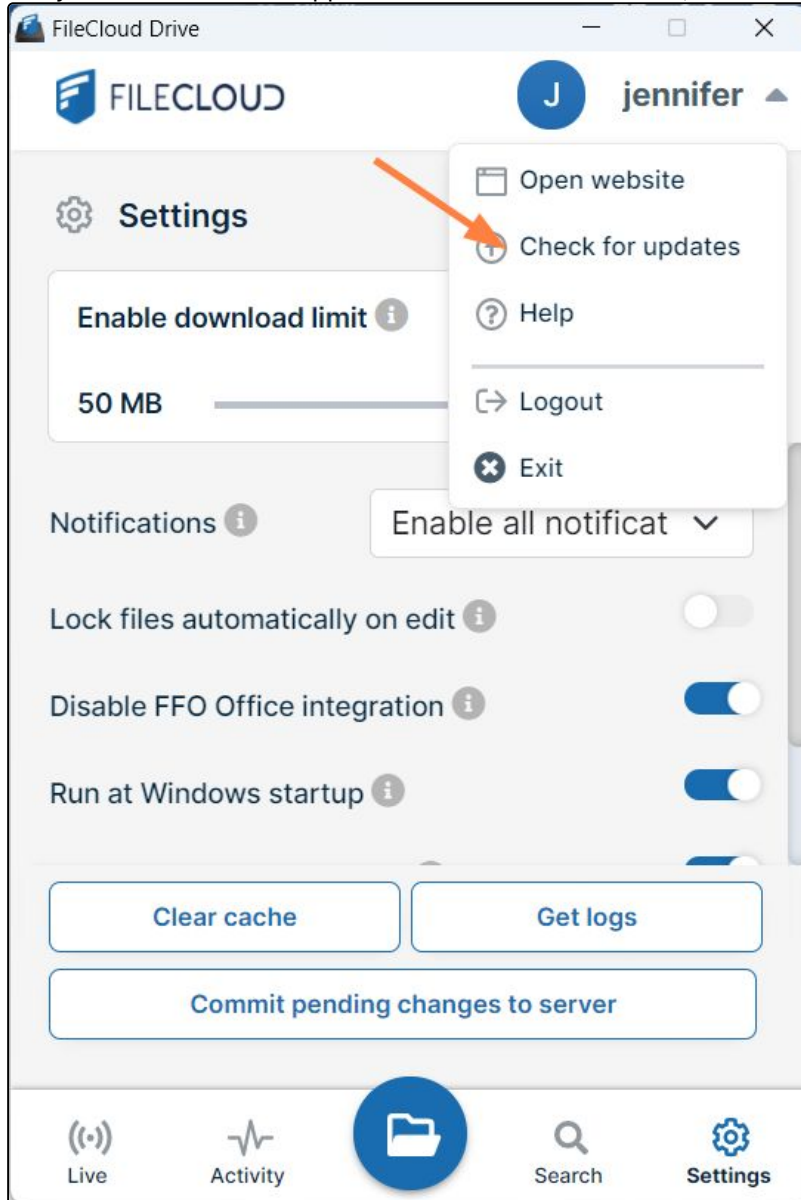 FileCloud Drive
FILECLOUD
J
jennifer
Open website
Settings
Check for updates
Enable download limit
Help
50 MB
Logout
Exit
Notifications
Enable all notificat
Lock files automatically on edit
Disable FFO Office integration
Run at Windows startup
Clear cache
Get logs
Commit pending changes to server
Live
Activity
Search
Settings